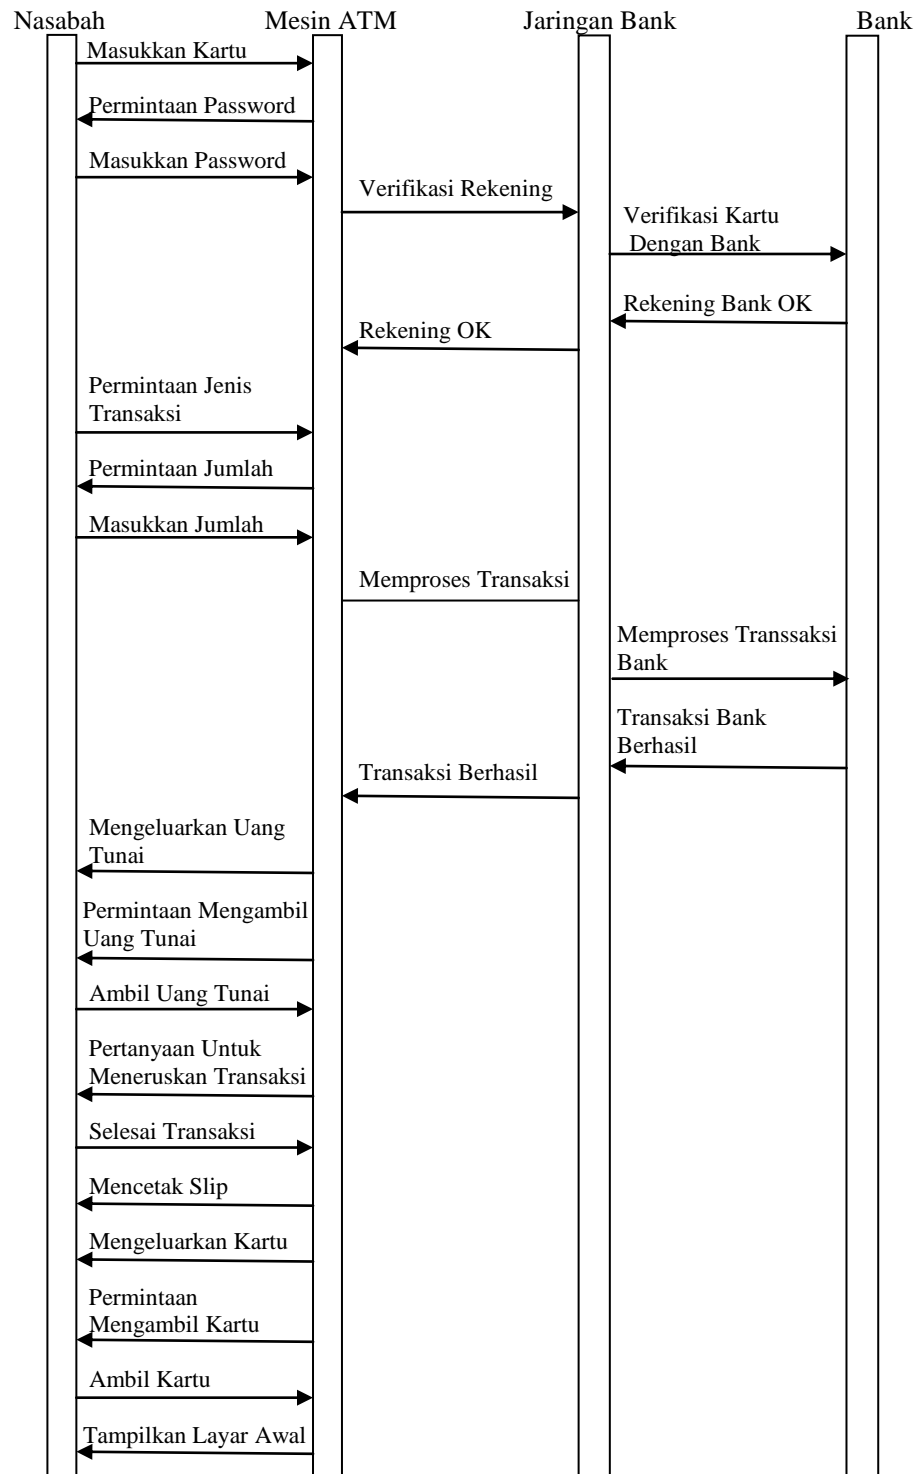 Nasabah Mesin ATM Jaringan Bank Bank
Masukkan Kartu
Permintaan Password
Masukkan Password
Verifikasi Rekening
Verifikasi Kartu
Dengan Bank
Rekening Bank OK
Rekening OK
Permintaan Jenis
Transaksi
Permintaan Jumlah
Masukkan Jumlah
Memproses Transaksi
Memproses Transsaksi
Bank
Transaksi Bank
Berhasil
Transaksi Berhasil
Mengeluarkan Uang
Tunai
Permintaan Mengambil
Uang Tunai
Ambil Uang Tunai
Pertanyaan Untuk
Meneruskan Transaksi
Selesai Transaksi
Mencetak Slip
Mengeluarkan Kartu
Permintaan
Mengambil Kartu
Ambil Kartu
Tampilkan Layar Awal